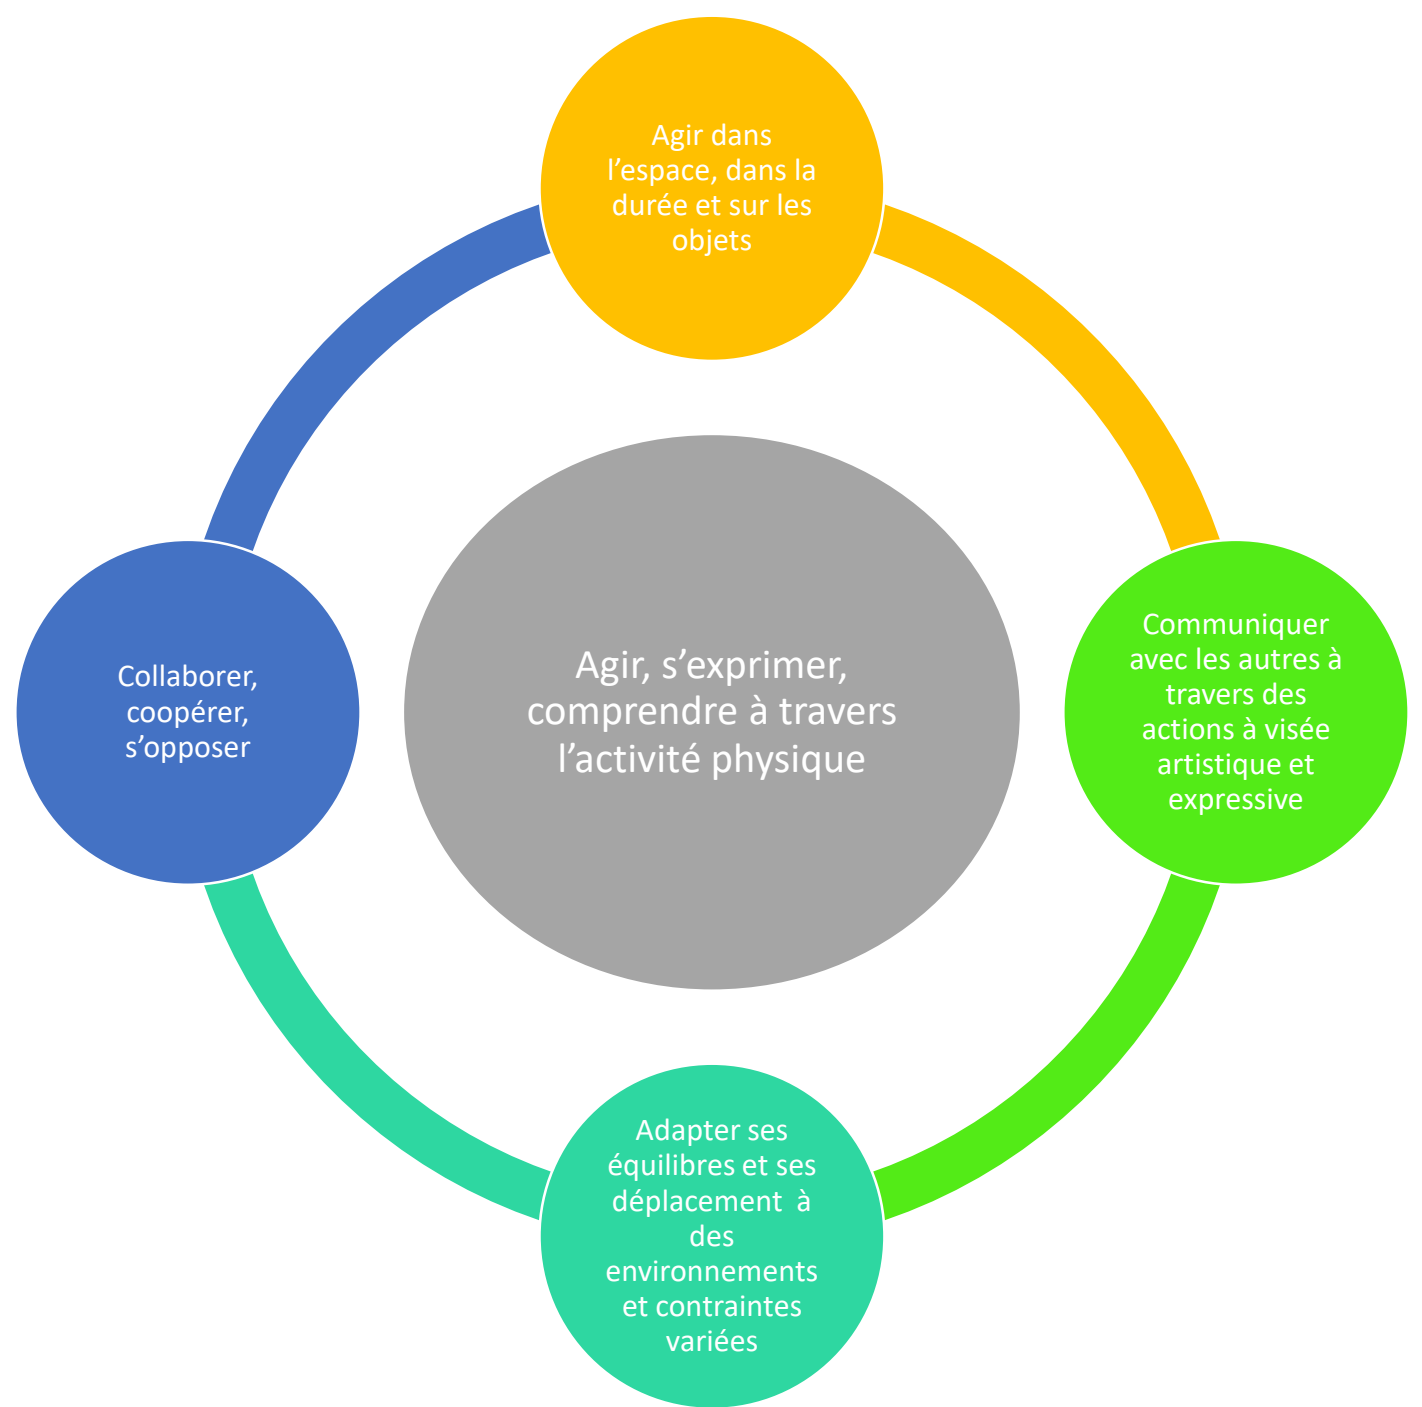 Agir dans
l’espace, dans la
durée et sur les
objets
Communiquer
avec les autres à
travers des
actions à visée
artistique et
expressive
Adapter ses
équilibres et ses
déplacement  à
des
environnements
et contraintes
variées
Collaborer,
coopérer,
s’opposer
Agir, s’exprimer,
comprendre à travers
l’activité physique